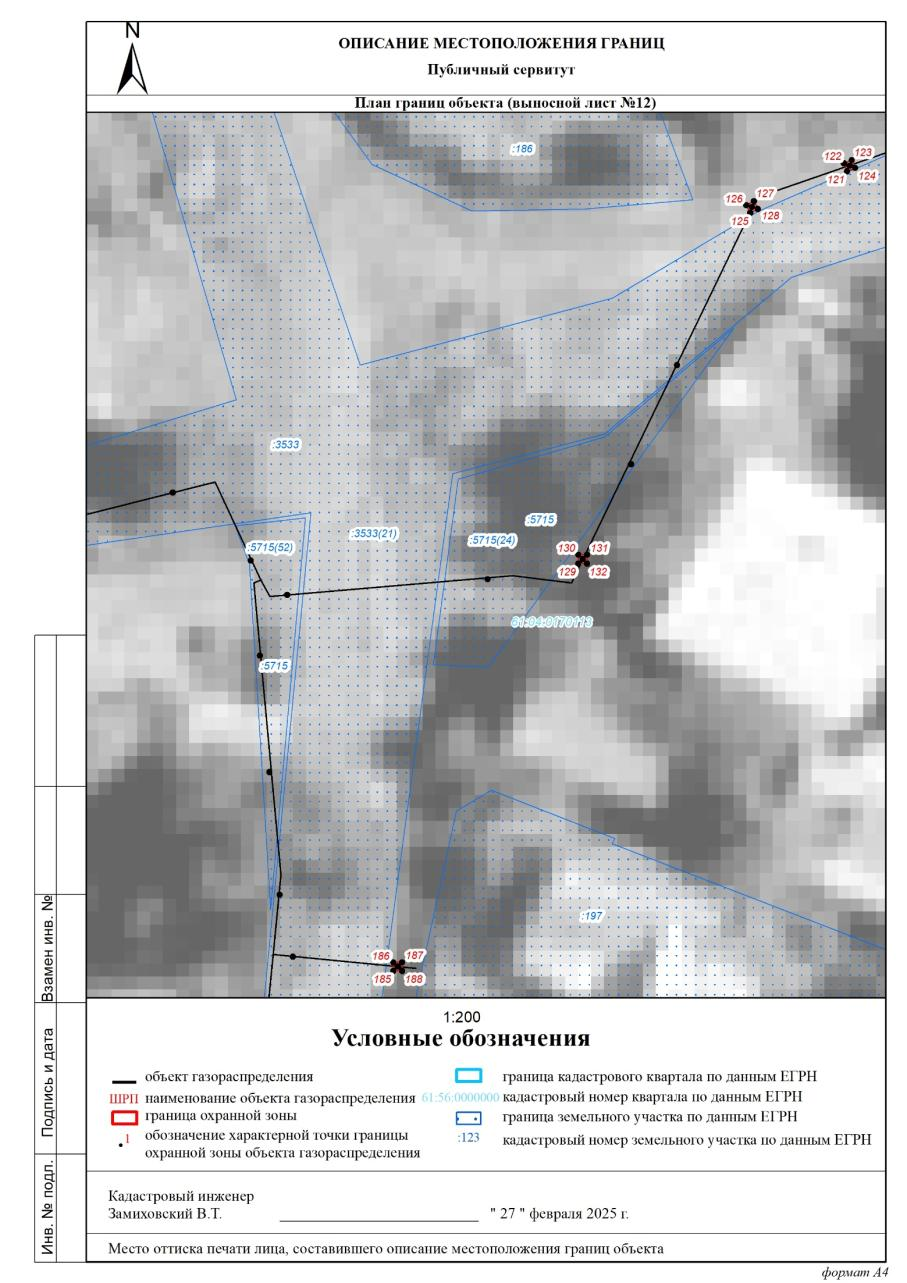 N
ОПИСАНИЕ МЕСТОПОЛОЖЕНИЯ ГРАНИЦ
Публичный сервитут
План границ объекта (выносной лист №12)
:186
122 123
121 124
126 127
125 128
:3533
:3533(21)
:5715
:5715(24)
:5715(52)
130 131
129 132
61:04:0170113
:5715
:197
186 187
185 188
1:200
Условные обозначения
объект газораспределения
ШРП наименование объекта газораспределения
граница охранной зоны
1 обозначение характерной точки границы
охранной зоны объекта газораспределения
граница кадастрового квартала по данным ЕГРН
61:56:0000000 кадастровый номер квартала по данным ЕГРН
граница земельного участка по данным ЕГРН
:123 кадастровый номер земельного участка по данным ЕГРН
Кадастровый инженер
Замиховский В.Т. " 27 " февраля 2025 г.
Место оттиска печати лица, составившего описание местоположения границ объекта
Взамен инв. №
Подпись и дата
Инв. № подл.
формат А4